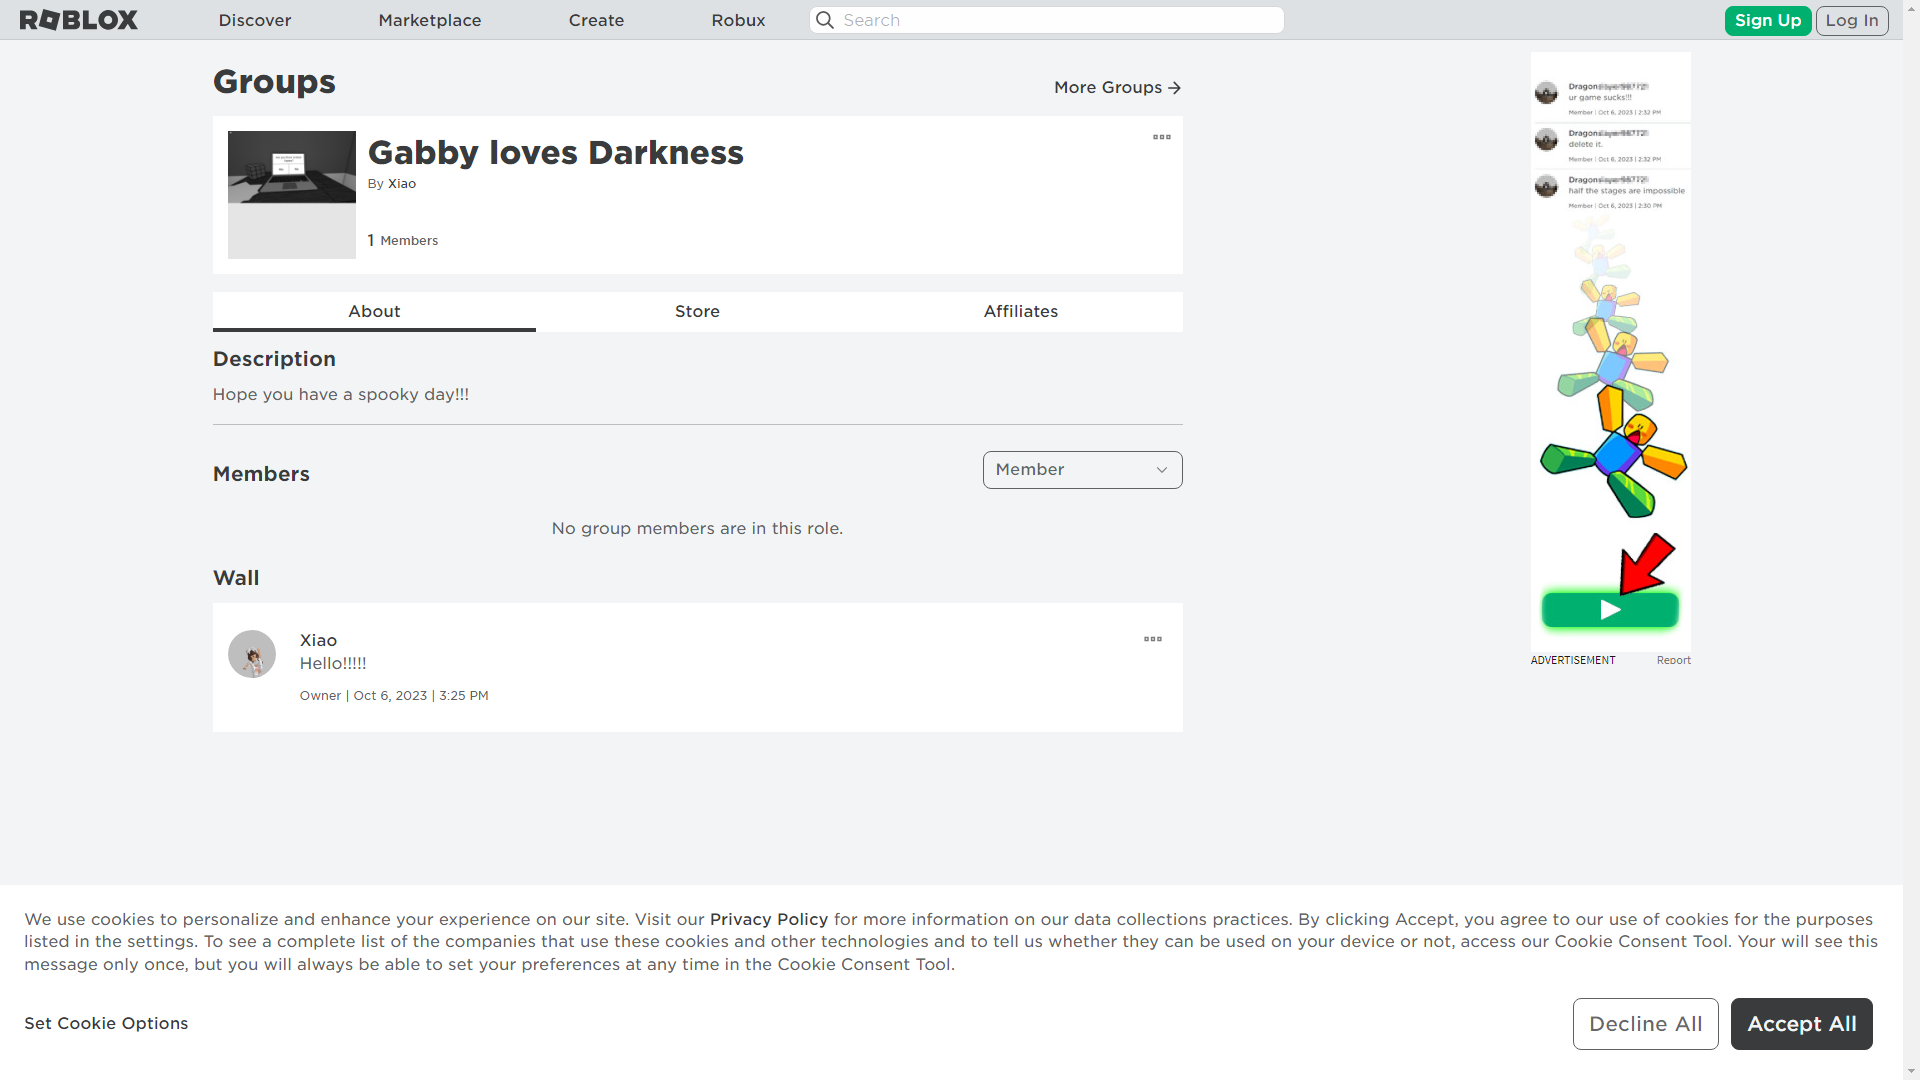 ROBLOX
Discover
Marketplace
Create
Robux
Search
Sign Up
Log In
Groups
More Groups
Gabby loves Darkness
By Xiao
1 Members
About
Store
Affiliates
Description
Hope you have a spooky day!!!
Members
Member
No group members are in this role.
Wall
Xiao
Hello!!!!!
Owner | Oct 6, 2023 | 3:25 PM
ur game sucks!!!
Member | Oct 6, 2023 | 2:32 PM
delete it.
Member | Oct 6, 2023 | 2:32 PM
half the stages are impossible
Member | Oct 6, 2023 | 2:30 PM
ADVERTISEMENT
Report
We use cookies to personalize and enhance your experience on our site. Visit our Privacy Policy for more information on our data collections practices. By clicking Accept, you agree to our use of cookies for the purposes
listed in the settings. To see a complete list of the companies that use these cookies and other technologies and to tell us whether they can be used on your device or not, access our Cookie Consent Tool. Your will see this
message only once, but you will always be able to set your preferences at any time in the Cookie Consent Tool.
Set Cookie Options
Decline All
Accept All